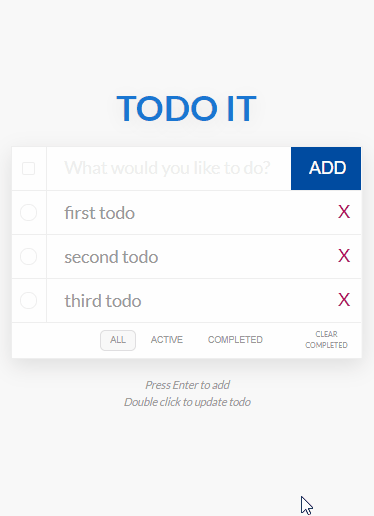 TODO IT
What would you like to do?
ADD
first todo
X
second todo
X
third todo
X
ALL
ACTIVE
COMPLETED
CLEAR
COMPLETED
Press Enter to add
Double click to update todo